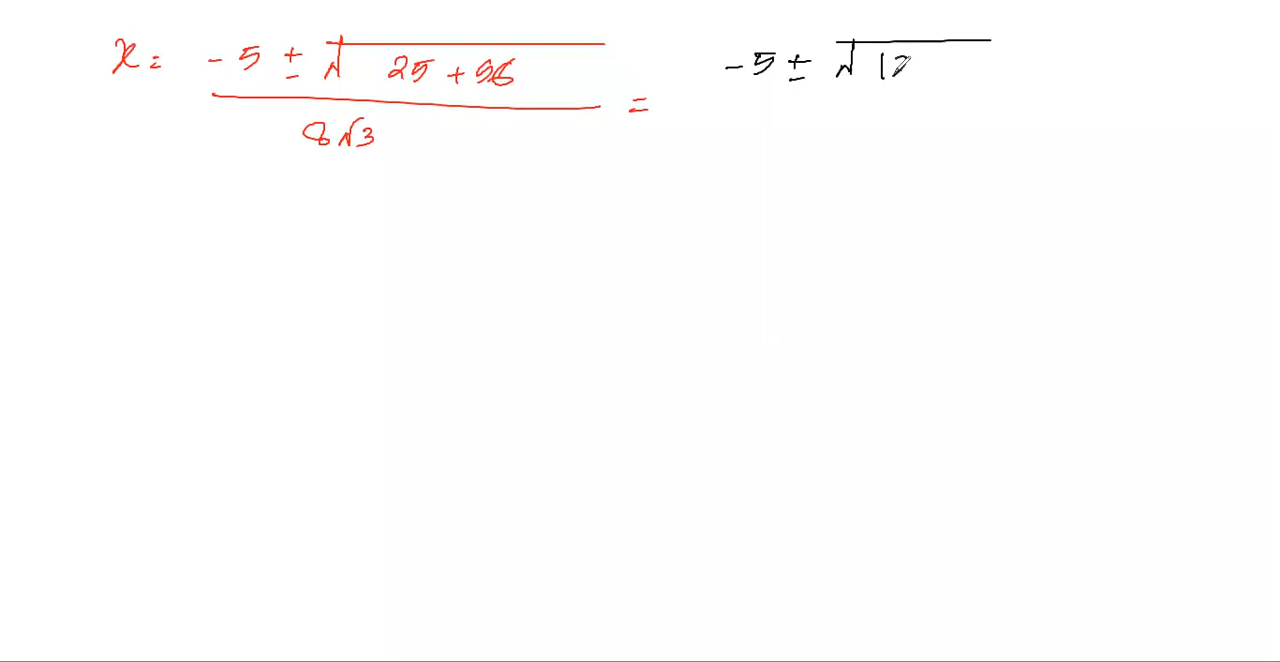 x = -5 ± √25 + 96 / 8√3 = -5 ± √12